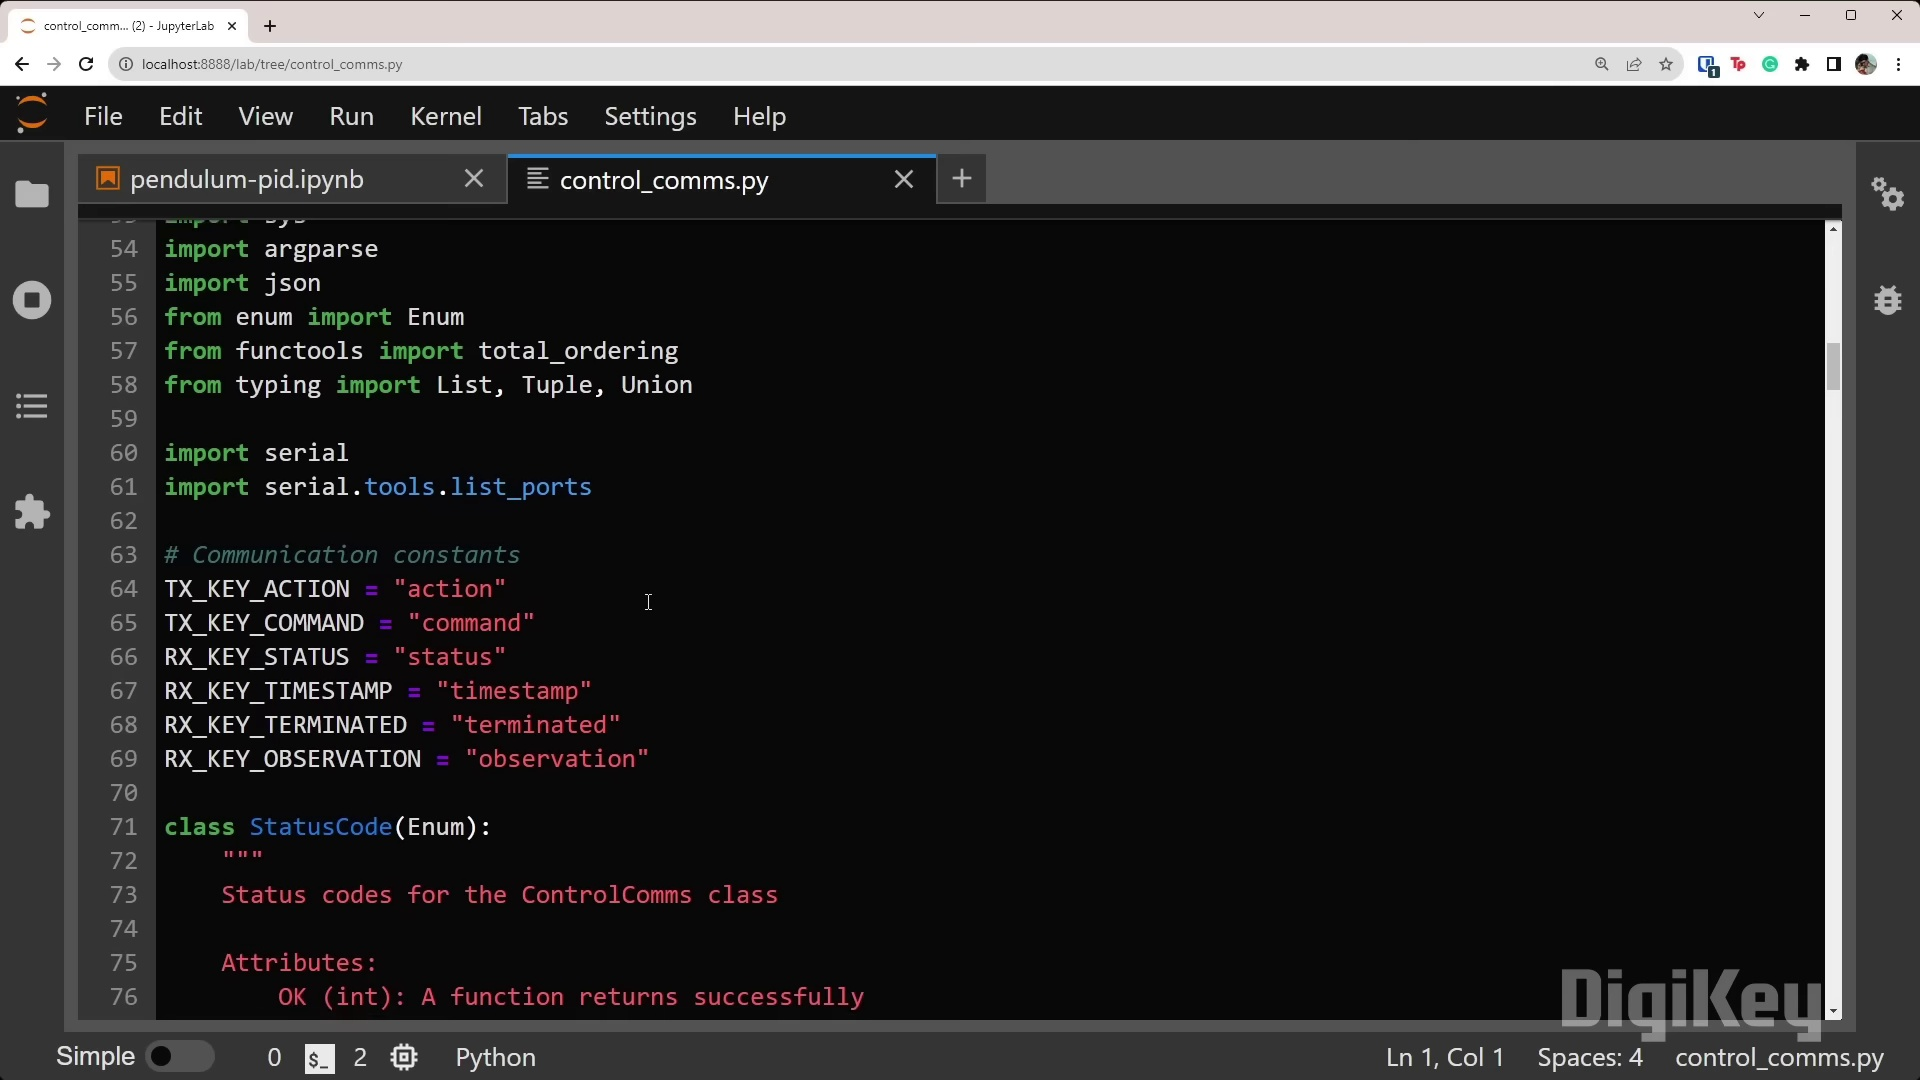 control_comm... (2) - JupyterLab
localhost:8888/lab/tree/control_comms.py
1
Tp
File Edit View Run Kernel Tabs Settings Help
pendulum-pid.ipynb
control_comms.py
53 import sys
54 import argparse
55 import json
56 from enum import Enum
57 from functools import total_ordering
58 from typing import List, Tuple, Union
59
60 import serial
61 import serial.tools.list_ports
62
63 # Communication constants
64 TX_KEY_ACTION = "action"
65 TX_KEY_COMMAND = "command"
66 RX_KEY_STATUS = "status"
67 RX_KEY_TIMESTAMP = "timestamp"
68 RX_KEY_TERMINATED = "terminated"
69 RX_KEY_OBSERVATION = "observation"
70
71 class StatusCode(Enum):
72 """
73 Status codes for the ControlComms class
74
75 Attributes:
76 OK (int): A function returns successfully
DigiKey
Simple 0 $_ 2 Python Ln 1, Col 1 Spaces: 4 control_comms.py